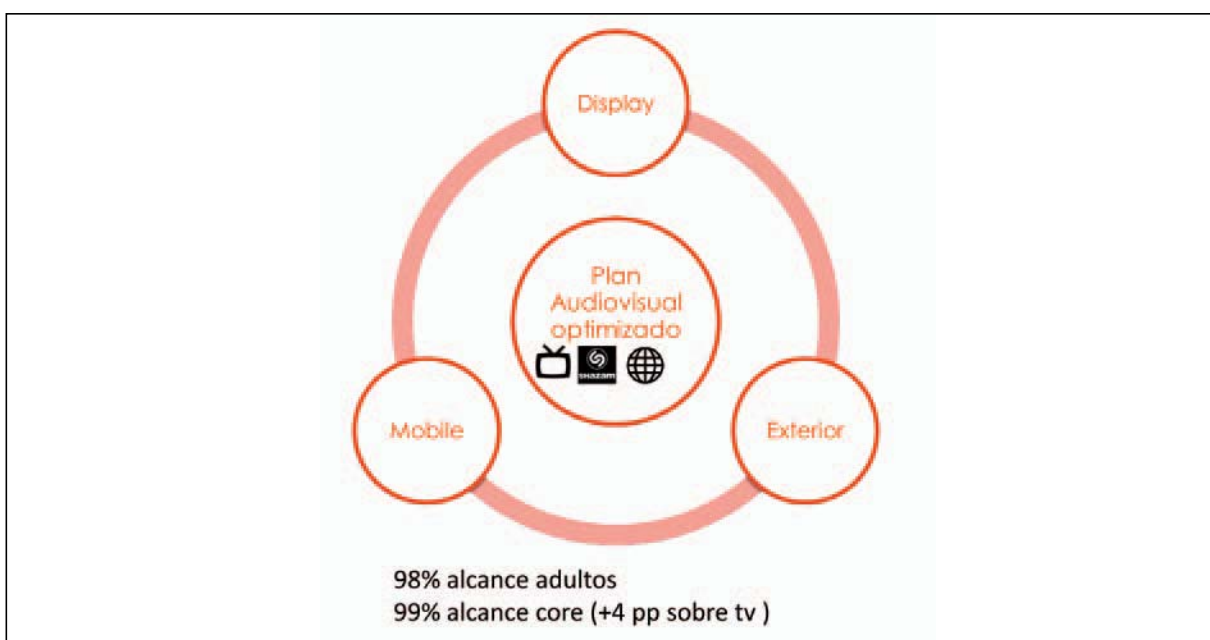 Display
Plan
Audiovisual
optimizado
SHAZAM
Mobile
Exterior
98% alcance adultos
99% alcance core (+4 pp sobre tv )